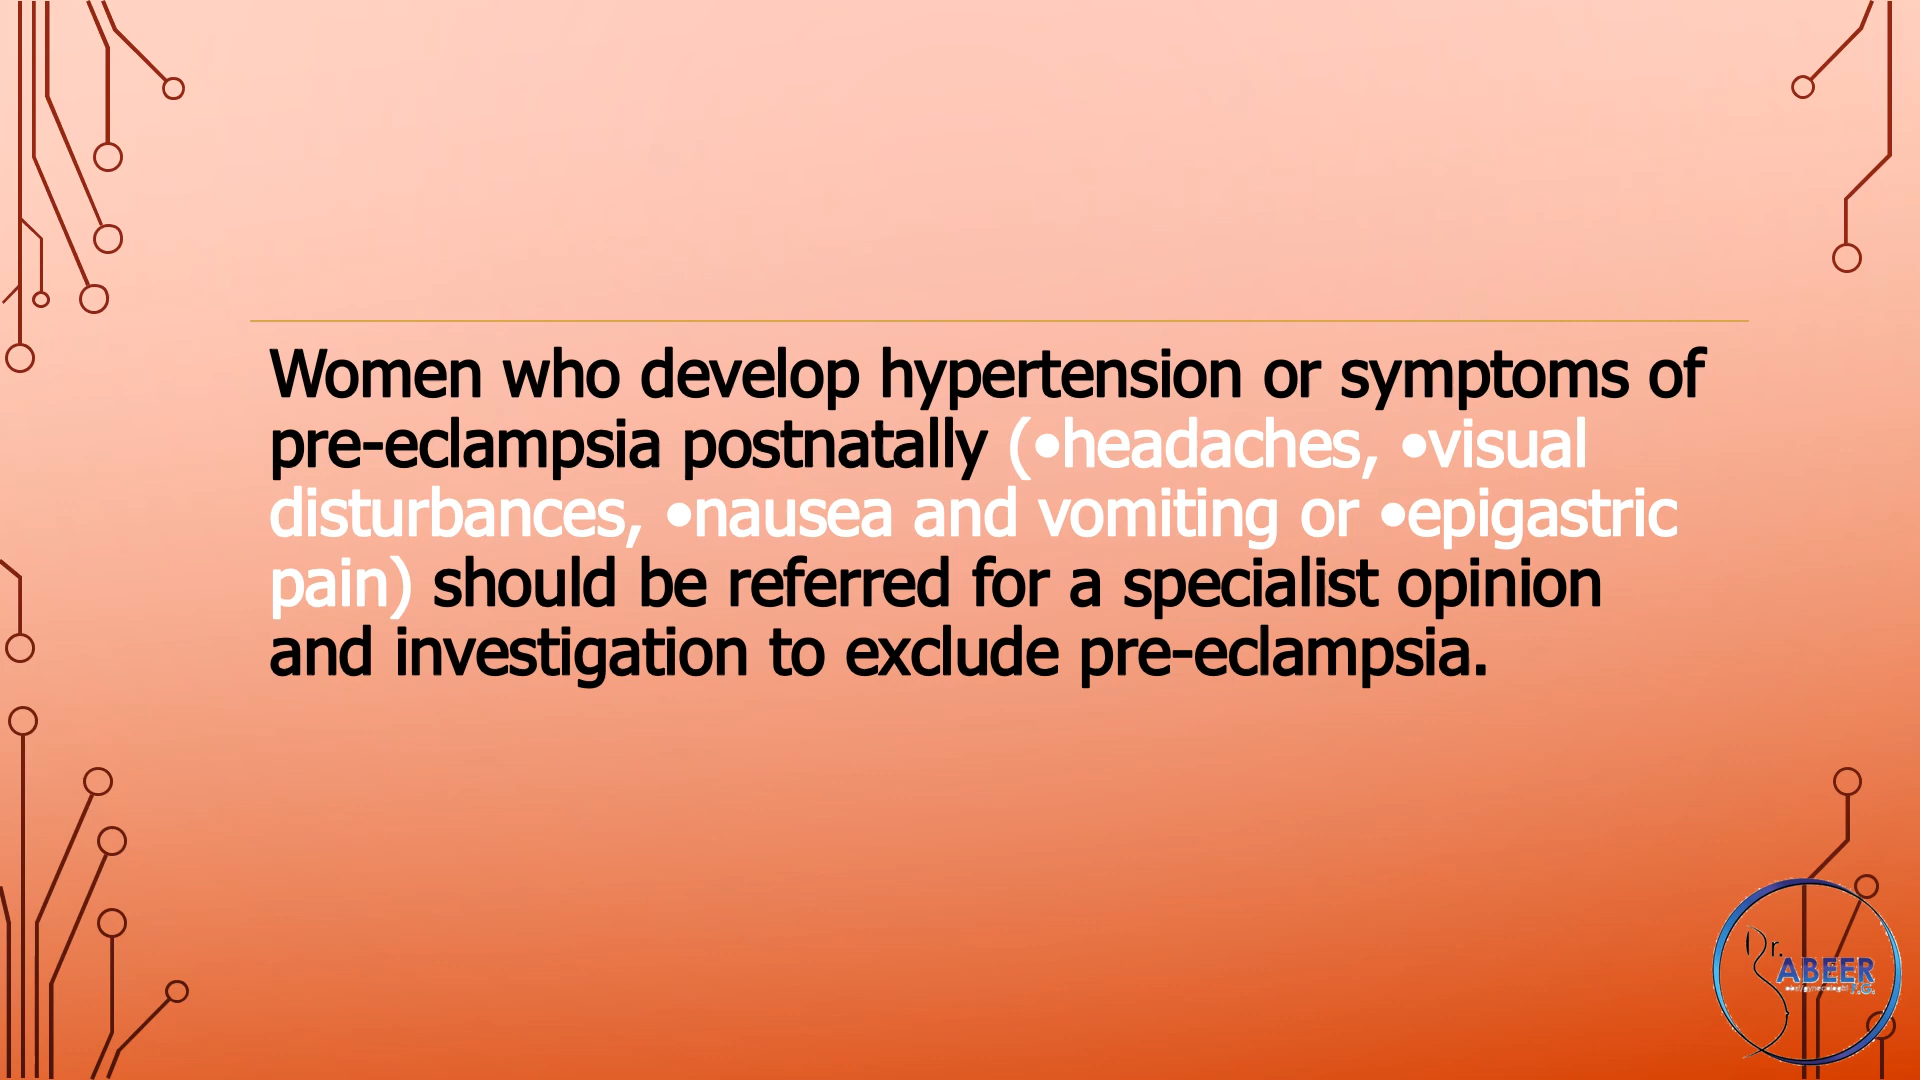 Women who develop hypertension or symptoms of
pre-eclampsia postnatally (•headaches, •visual
disturbances, •nausea and vomiting or •epigastric
pain) should be referred for a specialist opinion
and investigation to exclude pre-eclampsia.
Dr.
ABEER
F.G.